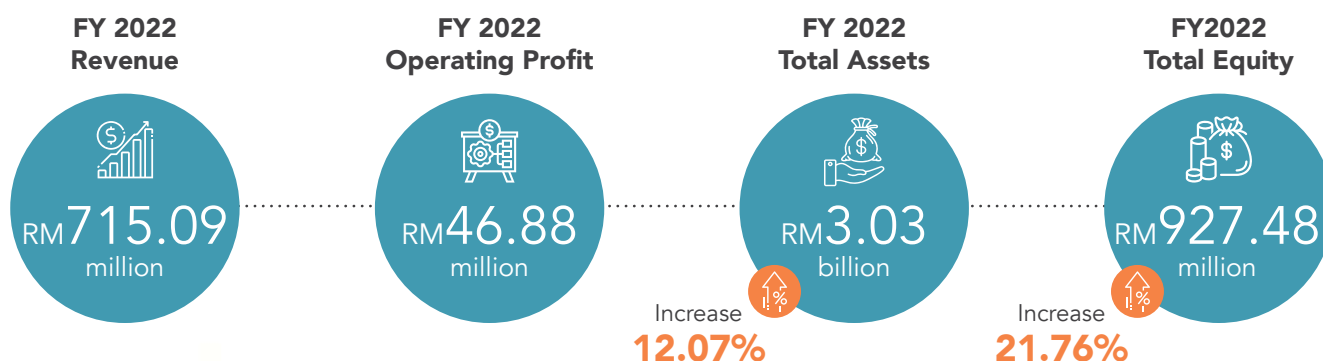 FY 2022
Revenue
RM715.09
million
FY 2022
Operating Profit
RM46.88
million
FY 2022
Total Assets
RM3.03
billion
Increase
12.07%
FY2022
Total Equity
RM927.48
million
Increase
21.76%